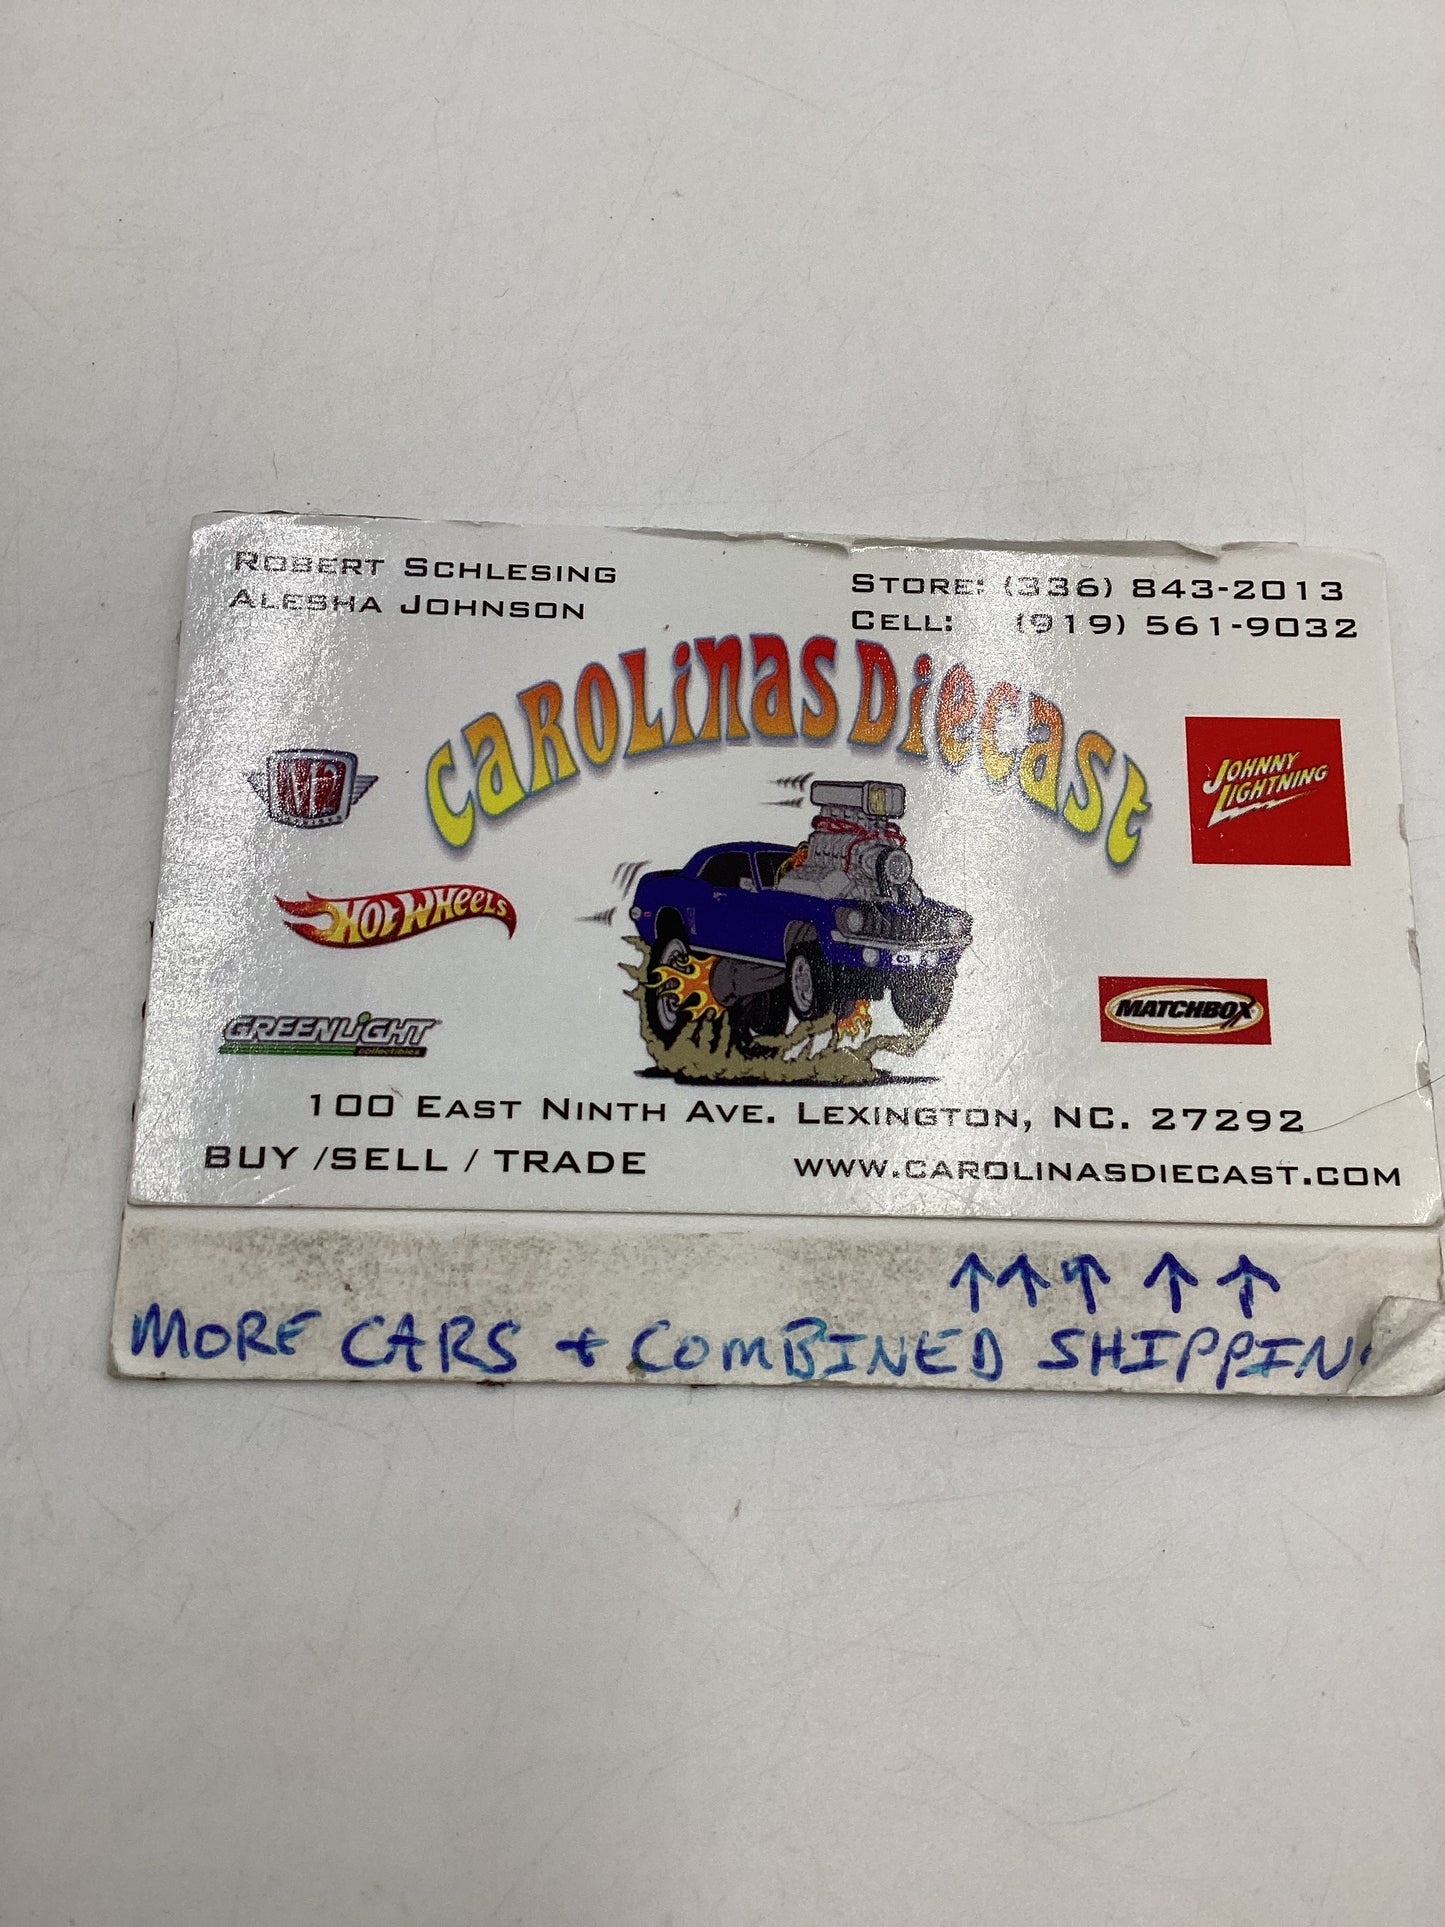 ROBERT SCHLESING
ALESHA JOHNSON
STORE: (336) 843-2013
CELL: (919) 561-9032
CAROLINAS DIECAST
JOHNNY
LIGHTNING
HOT WHEELS
MATCHBOX
GREENLIGHT
collectibles
100 EAST NINTH AVE. LEXINGTON, NC. 27292
BUY /SELL / TRADE
WWW.CAROLINASDIECAST.COM
↑ ↑ ↑ ↑ ↑
MORE CARS + COMBINED SHIPPIN